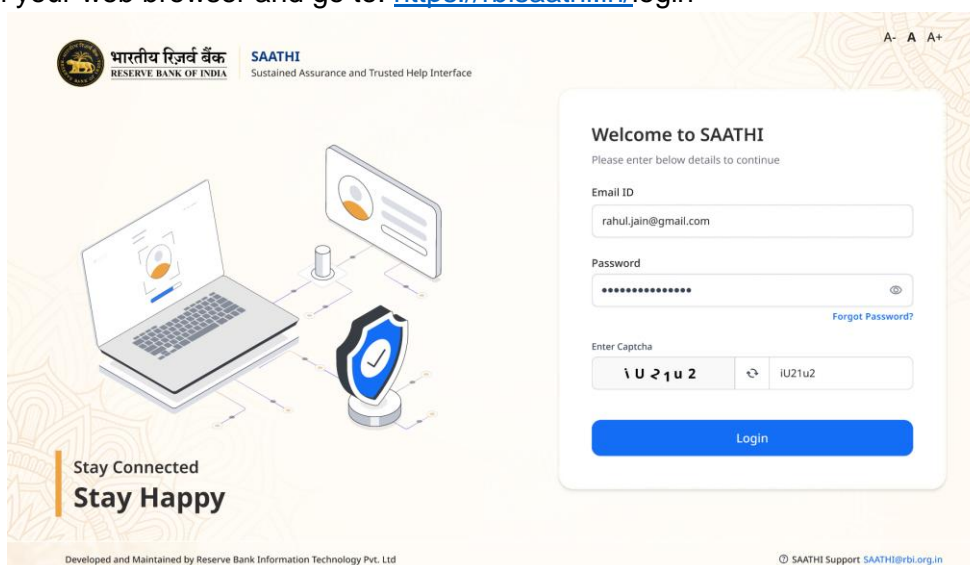 your web browser and go to: https://rbisaathi.in/login
A- A A+
भारतीय रिज़र्व बैंक
RESERVE BANK OF INDIA
SAATHI
Sustained Assurance and Trusted Help Interface
Welcome to SAATHI
Please enter below details to continue
Email ID
rahul.jain@gmail.com
Password
•••••••••••••••
Forgot Password?
Enter Captcha
iU21u2
iU21u2
Login
Stay Connected
Stay Happy
Developed and Maintained by Reserve Bank Information Technology Pvt. Ltd
SAATHI Support SAATHI@rbi.org.in